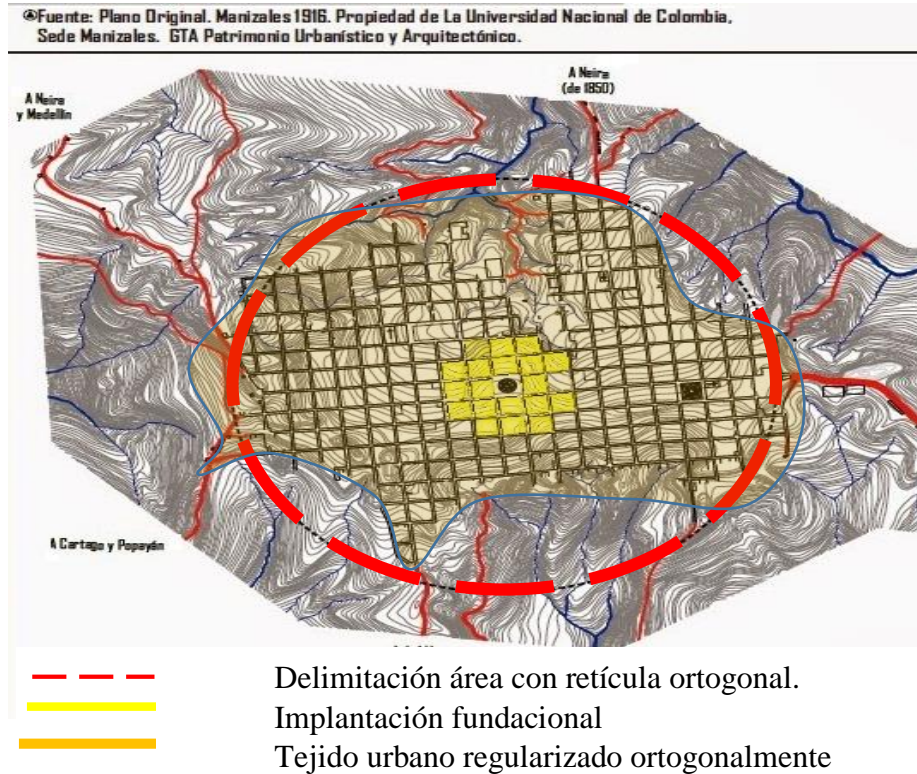 Fuente: Plano Original. Manizales 1916. Propiedad de La Universidad Nacional de Colombia,
Sede Manizales. GTA Patrimonio Urbanístico y Arquitectónico.
A Neira
(de 1850)
A Neira
y Medellín
A Cartago y Popayán
Delimitación área con retícula ortogonal.
Implantación fundacional
Tejido urbano regularizado ortogonalmente